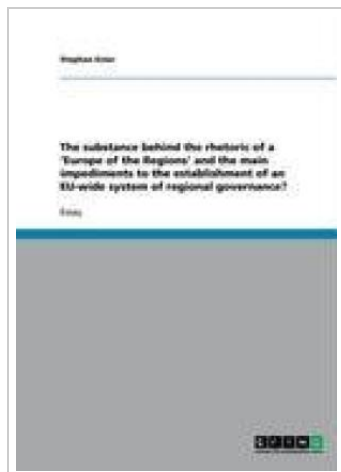 Stephan
The substance behind the rhetoric of a
'Europe of the Regions' and the main
impediments to the establishment of an
EU-wide system of regional governance?
Essay
GRIN